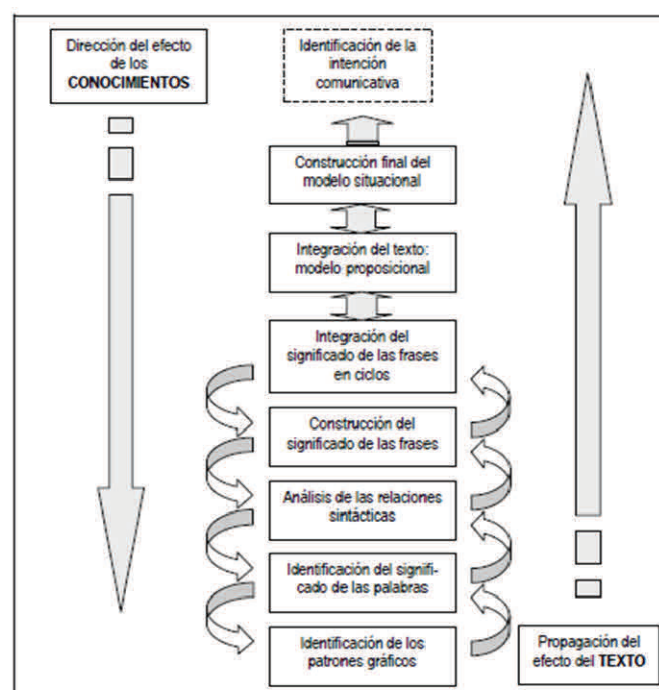 Dirección del efecto
de los
CONOCIMIENTOS
Identificación de la
intención
comunicativa
Construcción final del
modelo situacional
Integración del texto:
modelo proposicional
Integración del
significado de las frases
en ciclos
Construcción del
significado de las frases
Análisis de las relaciones
sintácticas
Identificación del signifi-
cado de las palabras
Identificación de los
patrones gráficos
Propagación del
efecto del TEXTO